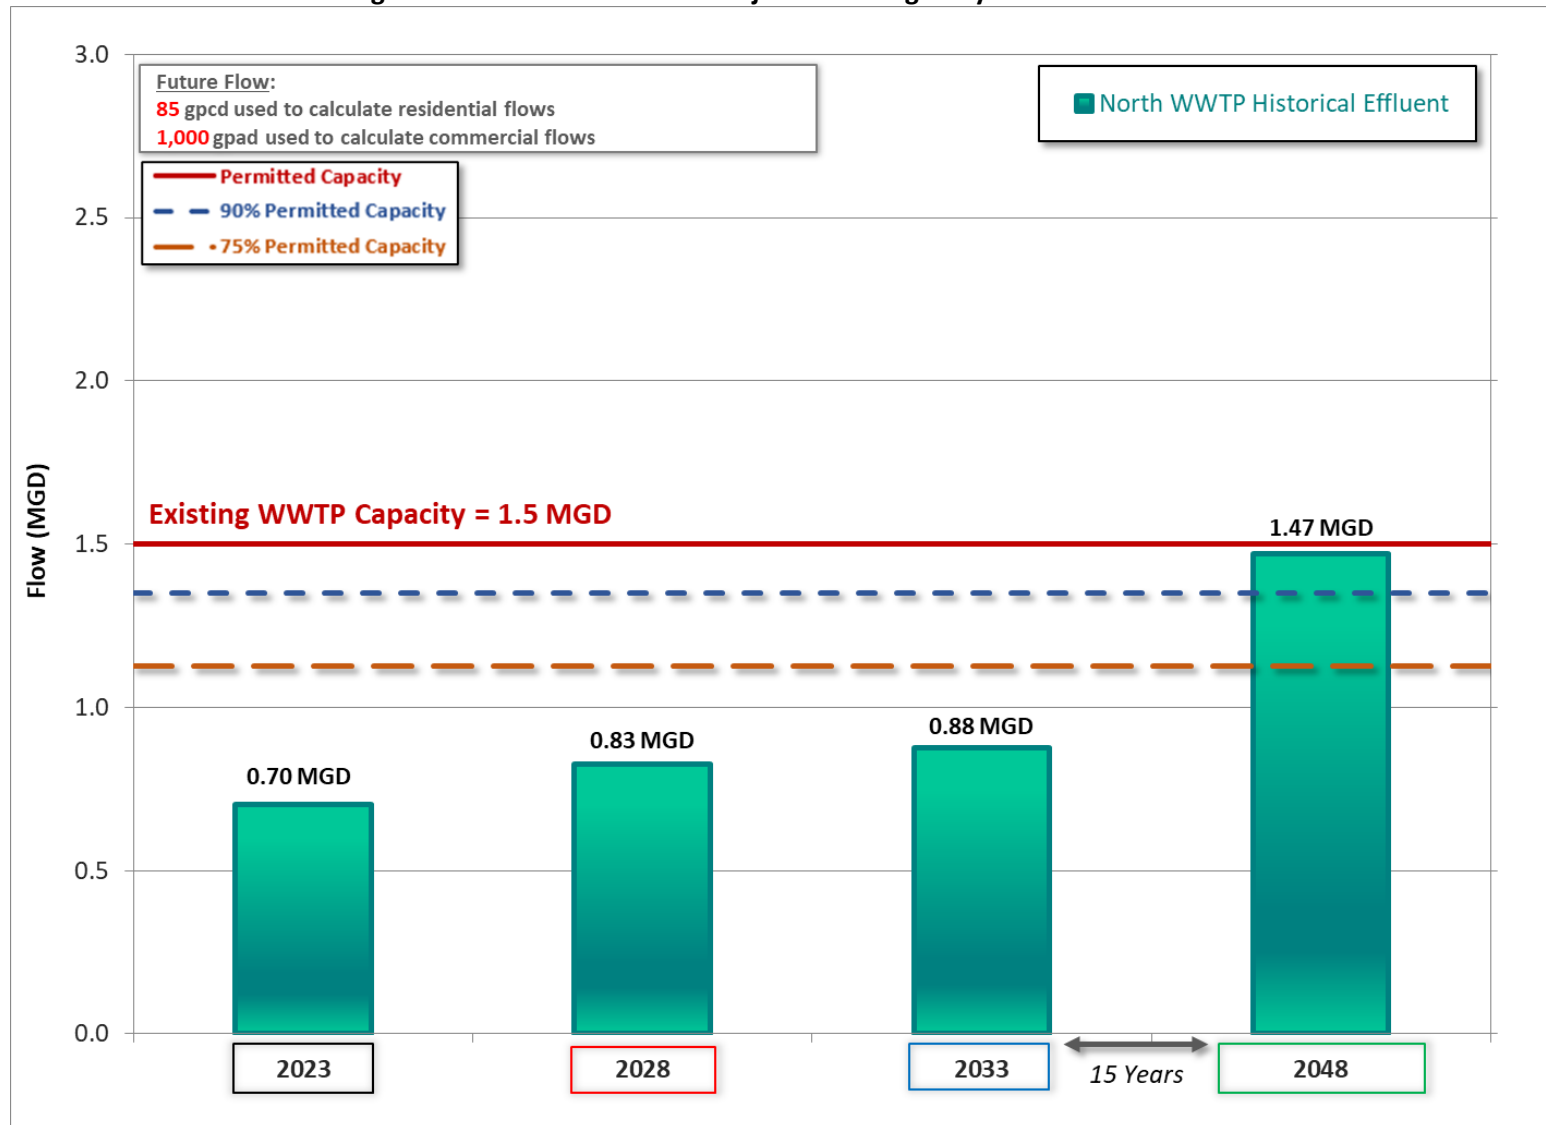 3.0
Future Flow:
85 gpcd used to calculate residential flows
1,000 gpad used to calculate commercial flows
North WWTP Historical Effluent
Permitted Capacity
90% Permitted Capacity
75% Permitted Capacity
2.5
2.0
Flow (MGD)
Existing WWTP Capacity = 1.5 MGD
1.5
1.47 MGD
1.0
0.70 MGD
0.83 MGD
0.88 MGD
0.5
0.0
2023
2028
2033
15 Years
2048